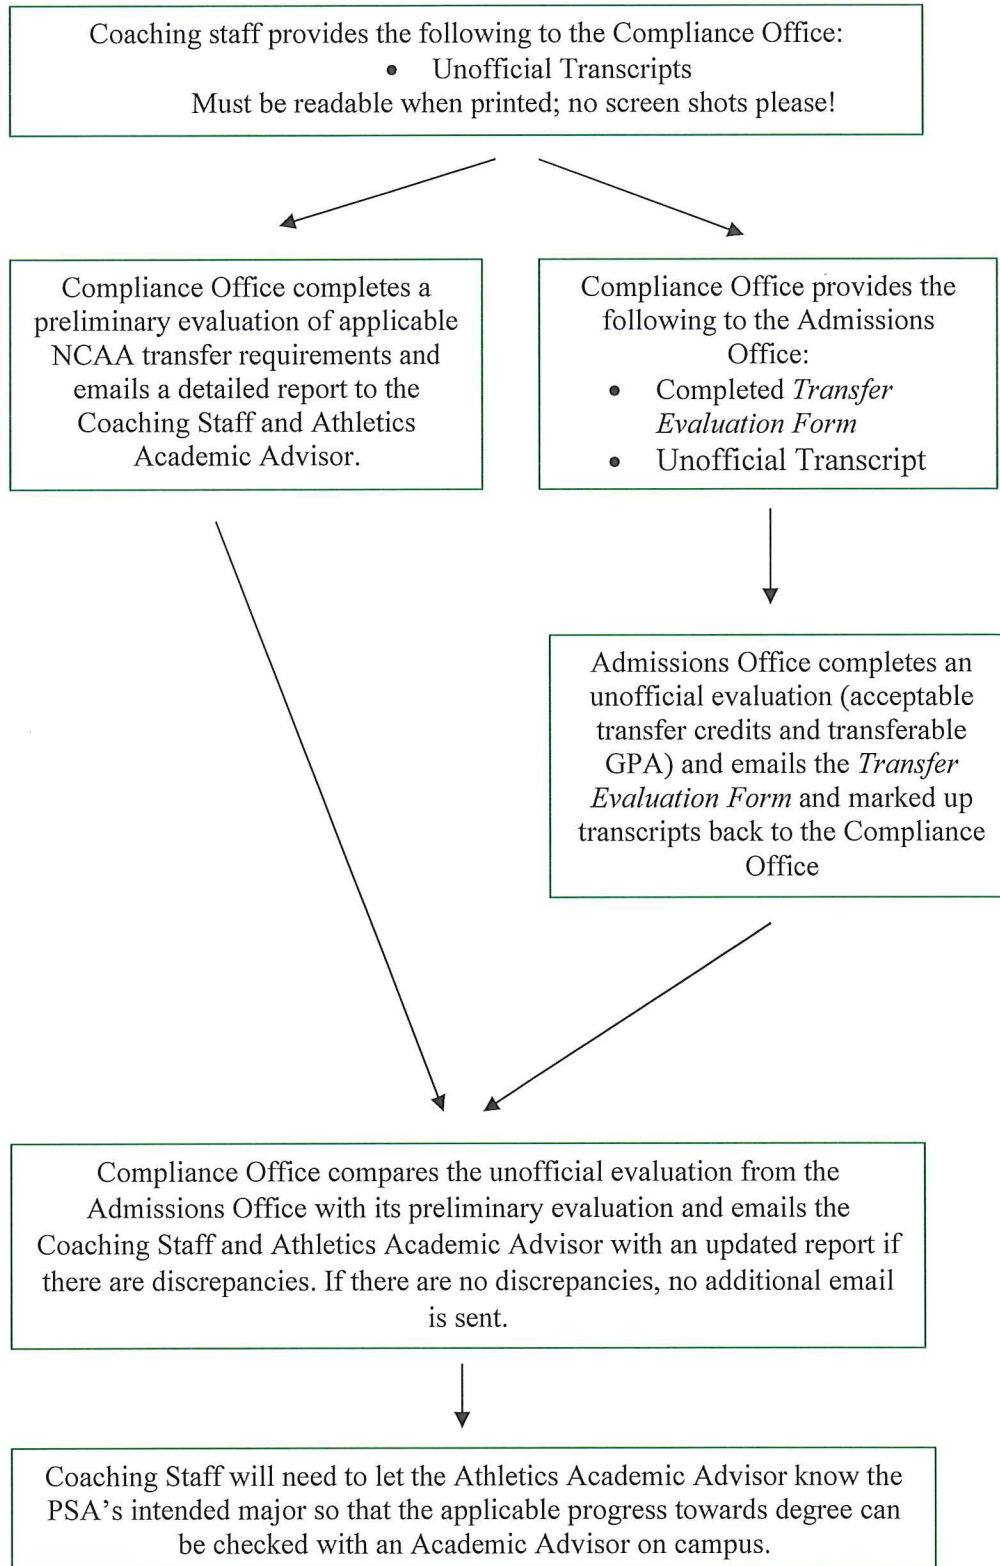 Coaching staff provides the following to the Compliance Office:
• Unofficial Transcripts
Must be readable when printed; no screen shots please!
Compliance Office completes a
preliminary evaluation of applicable
NCAA transfer requirements and
emails a detailed report to the
Coaching Staff and Athletics
Academic Advisor.
Compliance Office provides the
following to the Admissions
Office:
• Completed Transfer
Evaluation Form
• Unofficial Transcript
Admissions Office completes an
unofficial evaluation (acceptable
transfer credits and transferable
GPA) and emails the Transfer
Evaluation Form and marked up
transcripts back to the Compliance
Office
Compliance Office compares the unofficial evaluation from the
Admissions Office with its preliminary evaluation and emails the
Coaching Staff and Athletics Academic Advisor with an updated report if
there are discrepancies. If there are no discrepancies, no additional email
is sent.
Coaching Staff will need to let the Athletics Academic Advisor know the
PSA's intended major so that the applicable progress towards degree can
be checked with an Academic Advisor on campus.